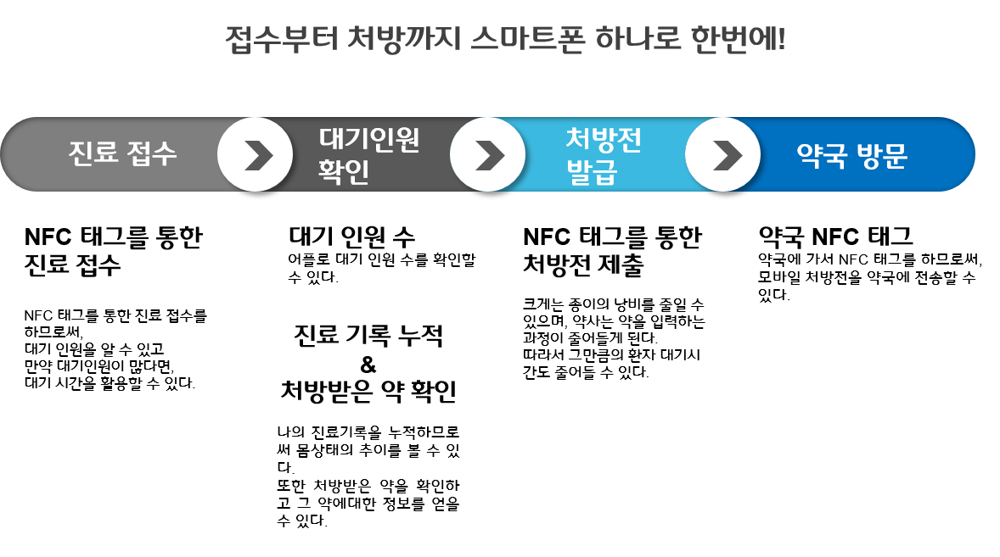 접수부터 처방까지 스마트폰 하나로 한번에!
진료 접수
대기인원
확인
처방전
발급
약국 방문
NFC 태그를 통한
진료 접수
NFC 태그를 통한 진료 접수를
하므로써,
대기 인원을 알 수 있고
만약 대기인원이 많다면,
대기 시간을 활용할 수 있다.
대기 인원 수
어플로 대기 인원 수를 확인할
수 있다.
진료 기록 누적
&
처방받은 약 확인
나의 진료기록을 누적하므로
써 몸상태의 추이를 볼 수 있
다.
또한 처방받은 약을 확인하
고 그 약에대한 정보를 얻을
수 있다.
NFC 태그를 통한
처방전 제출
크게는 종이의 낭비를 줄일 수
있으며, 약사는 약을 입력하는
과정이 줄어들게 된다.
따라서 그만큼의 환자 대기시
간도 줄어들 수 있다.
약국 NFC 태그
약국에 가서 NFC 태그를 하므로써,
모바일 처방전을 약국에 전송할 수
있다.